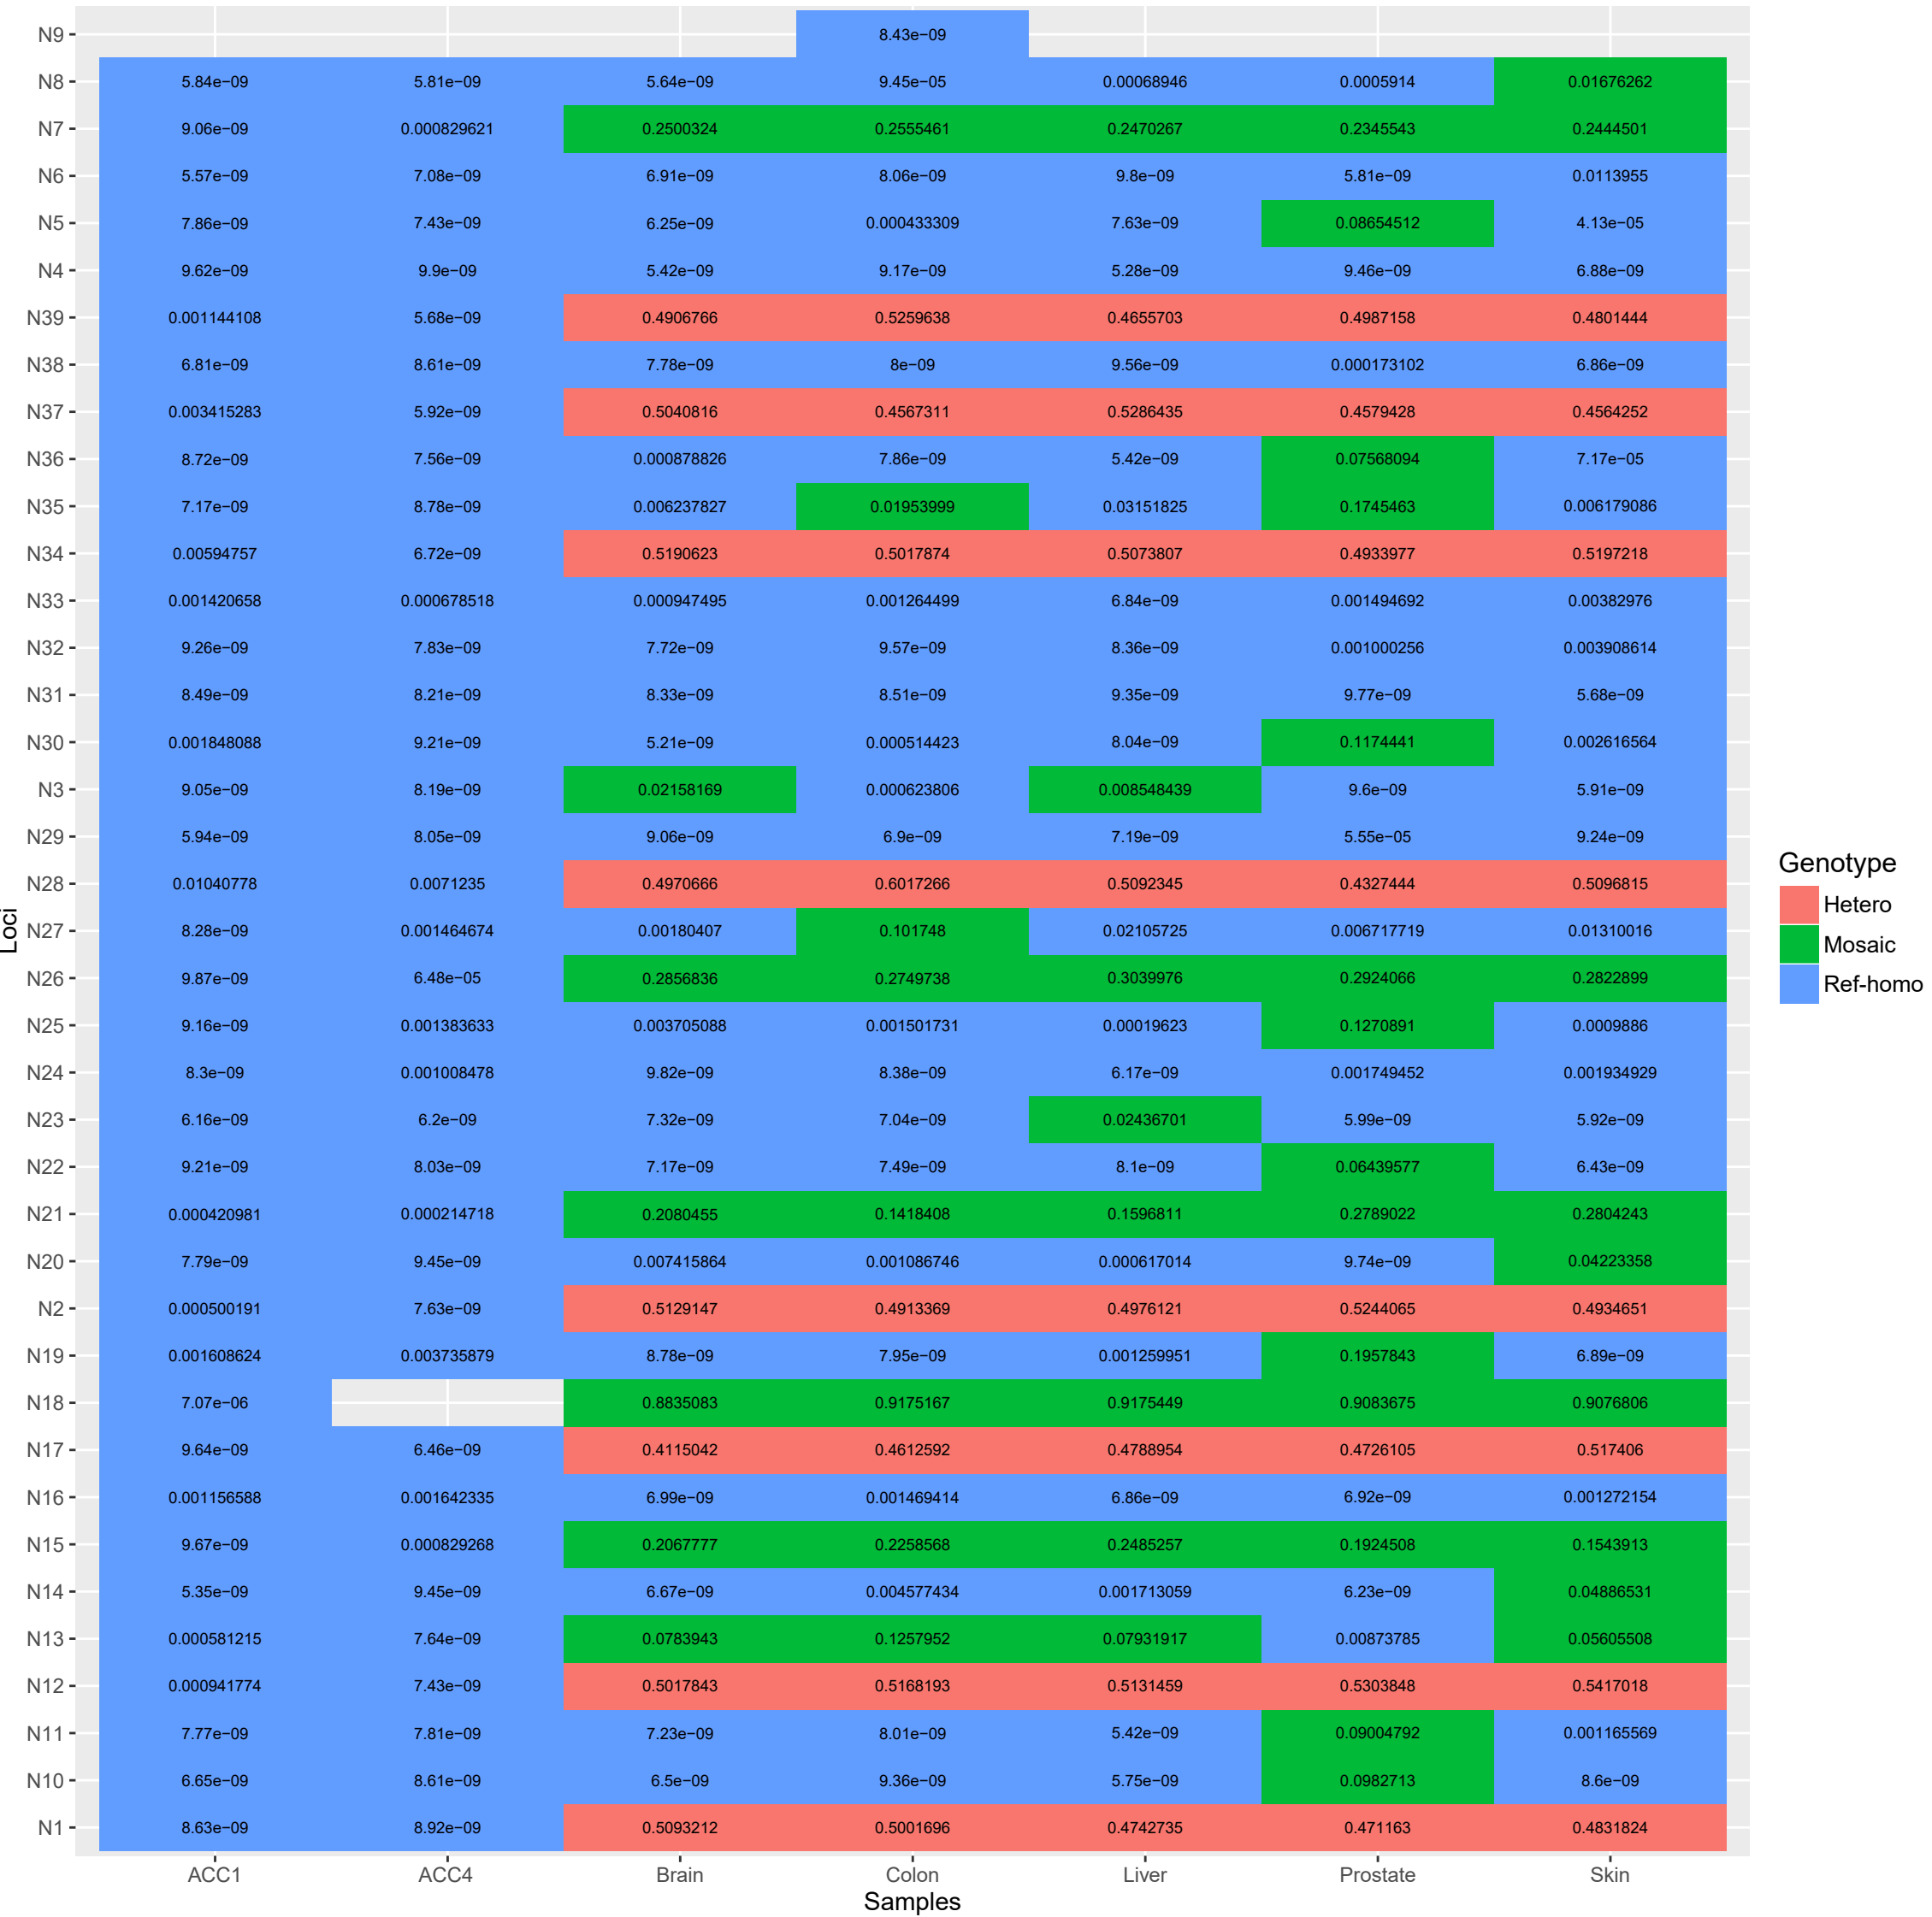 N9 8.43e−09
N8 5.84e−09 5.81e−09 5.64e−09 9.45e−05 0.00068946 0.0005914 0.01676262
N7 9.06e−09 0.000829621 0.2500324 0.2555461 0.2470267 0.2345543 0.2444501
N6 5.57e−09 7.08e−09 6.91e−09 8.06e−09 9.8e−09 5.81e−09 0.0113955
N5 7.86e−09 7.43e−09 6.25e−09 0.000433309 7.63e−09 0.08654512 4.13e−05
N4 9.62e−09 9.9e−09 5.42e−09 9.17e−09 5.28e−09 9.46e−09 6.88e−09
N39 0.001144108 5.68e−09 0.4906766 0.5259638 0.4655703 0.4987158 0.4801444
N38 6.81e−09 8.61e−09 7.78e−09 8e−09 9.56e−09 0.000173102 6.86e−09
N37 0.003415283 5.92e−09 0.5040816 0.4567311 0.5286435 0.4579428 0.4564252
N36 8.72e−09 7.56e−09 0.000878826 7.86e−09 5.42e−09 0.07568094 7.17e−05
N35 7.17e−09 8.78e−09 0.006237827 0.01953999 0.03151825 0.1745463 0.006179086
N34 0.00594757 6.72e−09 0.5190623 0.5017874 0.5073807 0.4933977 0.5197218
N33 0.001420658 0.000678518 0.000947495 0.001264499 6.84e−09 0.001494692 0.00382976
N32 9.26e−09 7.83e−09 7.72e−09 9.57e−09 8.36e−09 0.001000256 0.003908614
N31 8.49e−09 8.21e−09 8.33e−09 8.51e−09 9.35e−09 9.77e−09 5.68e−09
N30 0.001848088 9.21e−09 5.21e−09 0.000514423 8.04e−09 0.1174441 0.002616564
N3 9.05e−09 8.19e−09 0.02158169 0.000623806 0.008548439 9.6e−09 5.91e−09
N29 5.94e−09 8.05e−09 9.06e−09 6.9e−09 7.19e−09 5.55e−05 9.24e−09
N28 0.01040778 0.0071235 0.4970666 0.6017266 0.5092345 0.4327444 0.5096815
N27 8.28e−09 0.001464674 0.00180407 0.101748 0.02105725 0.006717719 0.01310016
N26 9.87e−09 6.48e−05 0.2856836 0.2749738 0.3039976 0.2924066 0.2822899
N25 9.16e−09 0.001383633 0.003705088 0.001501731 0.00019623 0.1270891 0.0009886
N24 8.3e−09 0.001008478 9.82e−09 8.38e−09 6.17e−09 0.001749452 0.001934929
N23 6.16e−09 6.2e−09 7.32e−09 7.04e−09 0.02436701 5.99e−09 5.92e−09
N22 9.21e−09 8.03e−09 7.17e−09 7.49e−09 8.1e−09 0.06439577 6.43e−09
N21 0.000420981 0.000214718 0.2080455 0.1418408 0.1596811 0.2789022 0.2804243
N20 7.79e−09 9.45e−09 0.007415864 0.001086746 0.000617014 9.74e−09 0.04223358
N2 0.000500191 7.63e−09 0.5129147 0.4913369 0.4976121 0.5244065 0.4934651
N19 0.001608624 0.003735879 8.78e−09 7.95e−09 0.001259951 0.1957843 6.89e−09
N18 7.07e−06 0.8835083 0.9175167 0.9175449 0.9083675 0.9076806
N17 9.64e−09 6.46e−09 0.4115042 0.4612592 0.4788954 0.4726105 0.517406
N16 0.001156588 0.001642335 6.99e−09 0.001469414 6.86e−09 6.92e−09 0.001272154
N15 9.67e−09 0.000829268 0.2067777 0.2258568 0.2485257 0.1924508 0.1543913
N14 5.35e−09 9.45e−09 6.67e−09 0.004577434 0.001713059 6.23e−09 0.04886531
N13 0.000581215 7.64e−09 0.0783943 0.1257952 0.07931917 0.00873785 0.05605508
N12 0.000941774 7.43e−09 0.5017843 0.5168193 0.5131459 0.5303848 0.5417018
N11 7.77e−09 7.81e−09 7.23e−09 8.01e−09 5.42e−09 0.09004792 0.001165569
N10 6.65e−09 8.61e−09 6.5e−09 9.36e−09 5.75e−09 0.0982713 8.6e−09
N1 8.63e−09 8.92e−09 0.5093212 0.5001696 0.4742735 0.471163 0.4831824
ACC1 ACC4 Brain Colon Liver Prostate Skin
Samples
Loci
Genotype
Hetero
Mosaic
Ref-homo